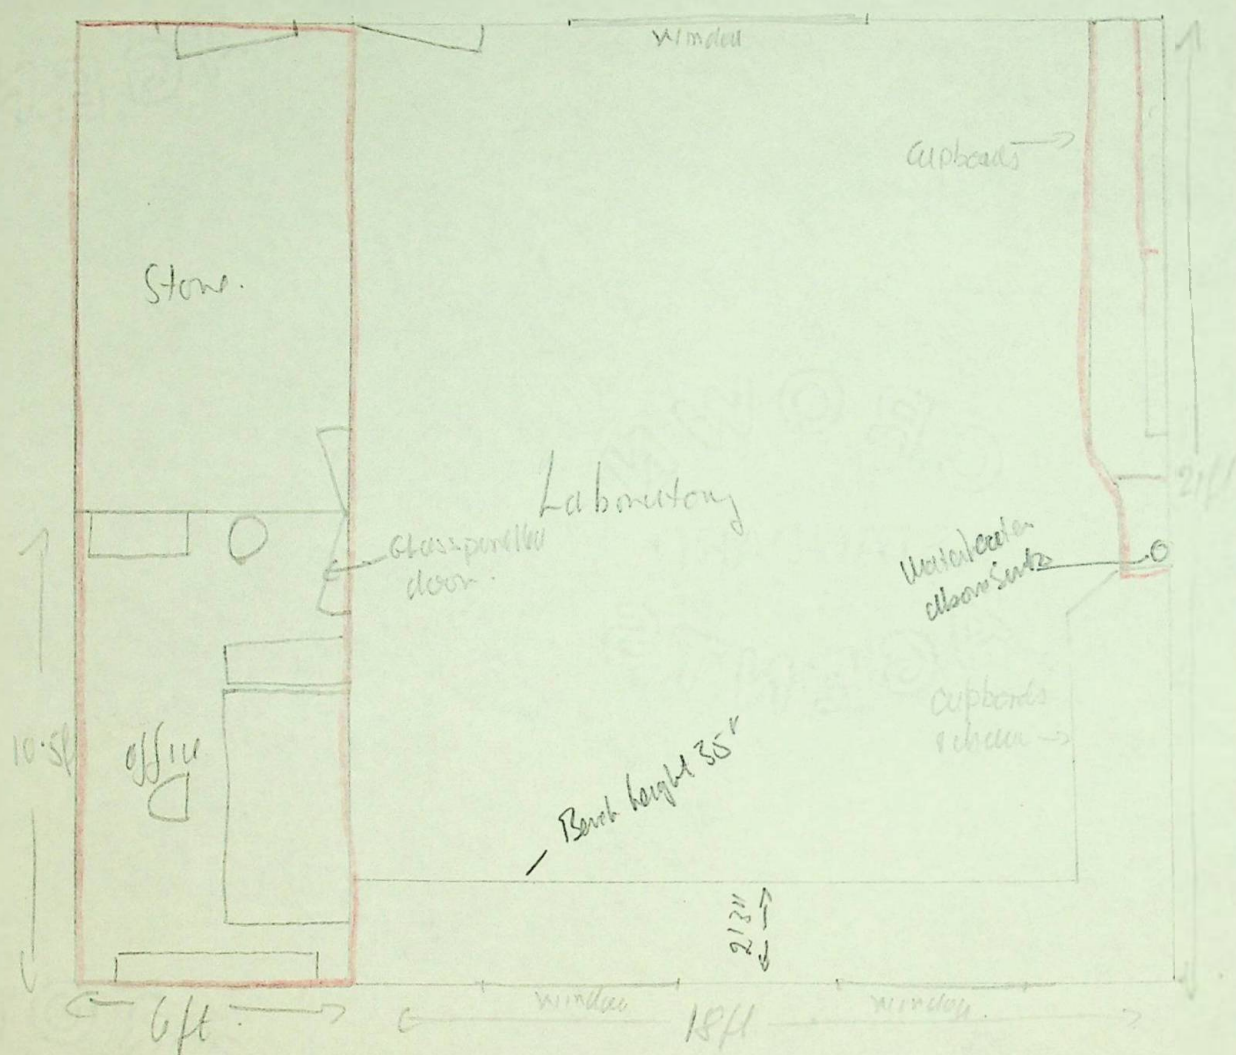 Window
Cupboards
Store.
Laboratory
Glass panelled
door.
Water heater
above Sink
Cupboards
10.5ft
office
Bench height 35"
2'3"
21ft
Window
Window.
6ft
18ft